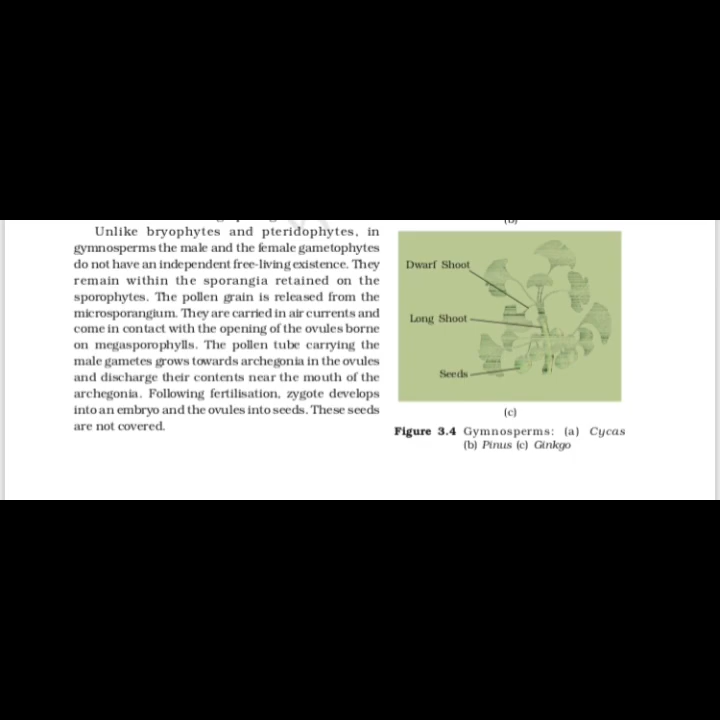 Unlike bryophytes and pteridophytes, in
gymnosperms the male and the female gametophytes
do not have an independent free-living existence. They
remain within the sporangia retained on the
sporophytes. The pollen grain is released from the
microsporangium. They are carried in air currents and
come in contact with the opening of the ovules borne
on megasporophylls. The pollen tube carrying the
male gametes grows towards archegonia in the ovules
and discharge their contents near the mouth of the
archegonia. Following fertilisation, zygote develops
into an embryo and the ovules into seeds. These seeds
are not covered.
Dwarf Shoot
Long Shoot
Seeds
(c)
Figure 3.4 Gymnosperms: (a) Cycas
(b) Pinus (c) Ginkgo